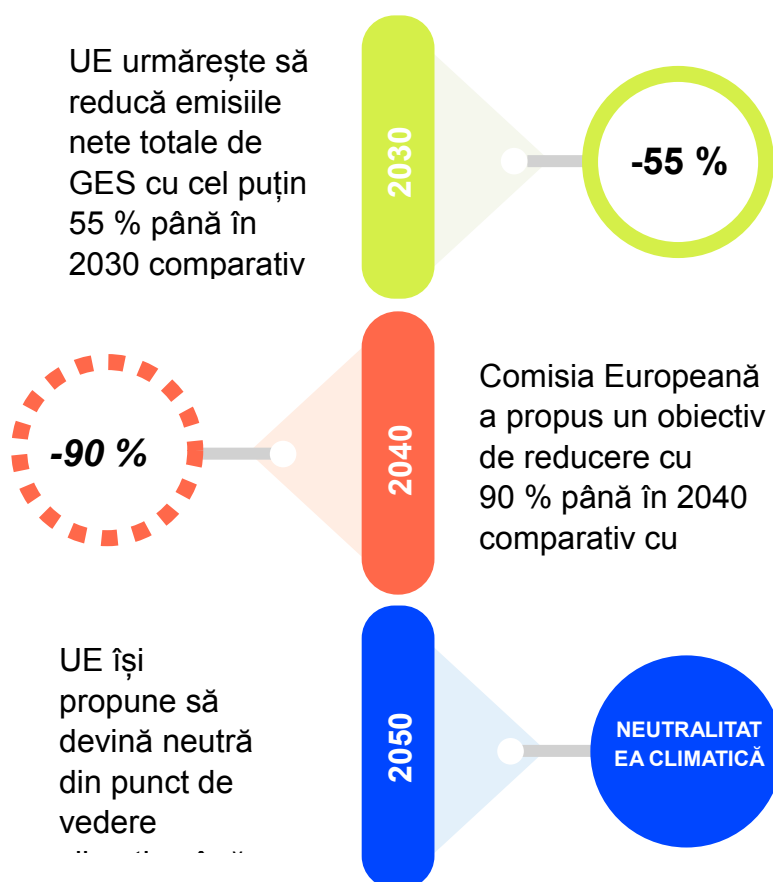 UE urmărește să
reducă emisiile
nete totale de
GES cu cel puțin
55 % până în
2030 comparativ
2030
-55 %
-90 %
2040
Comisia Europeană
a propus un obiectiv
de reducere cu
90 % până în 2040
comparativ cu
UE își
propune să
devină neutră
din punct de
vedere
2050
NEUTRALITAT
EA CLIMATICĂ